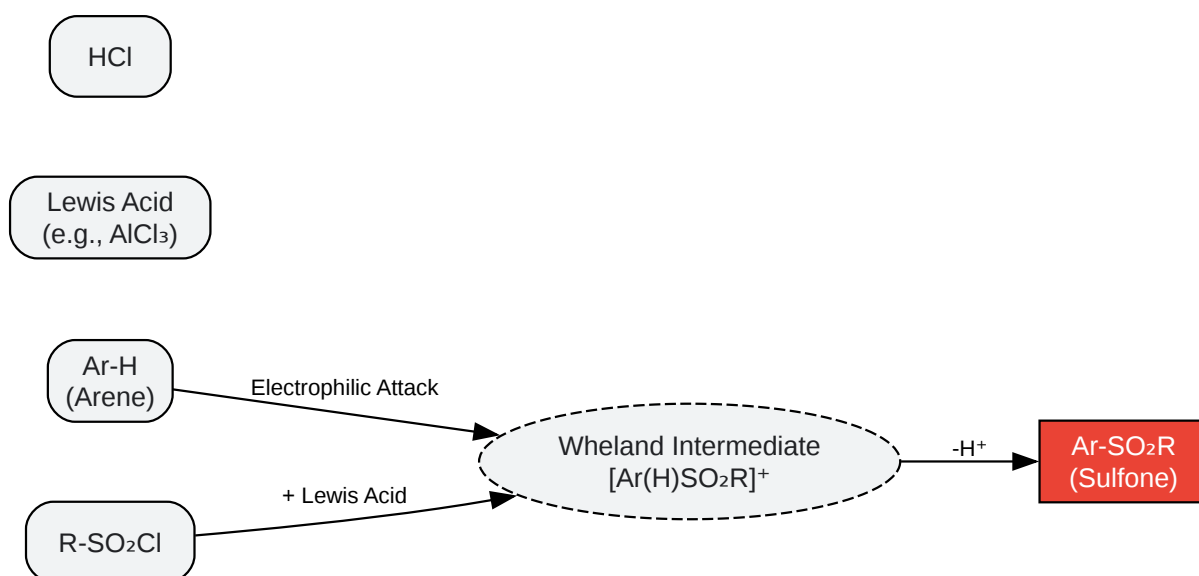 HCl
Lewis Acid
(e.g., AlCl₃)
Ar-H
(Arene)
Electrophilic Attack
+ Lewis Acid
R-SO₂Cl
Wheland Intermediate
[Ar(H)SO₂R]⁺
-H⁺
Ar-SO₂R
(Sulfone)